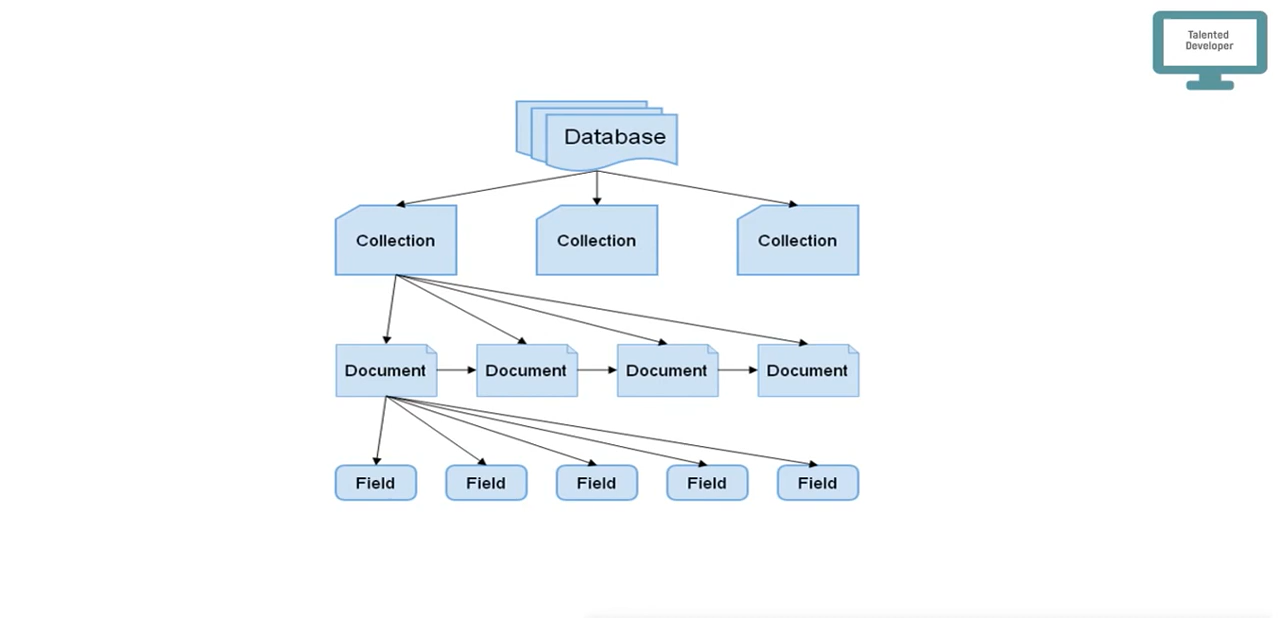 Talented
Developer
Database
Collection
Collection
Collection
Document
Document
Document
Document
Field
Field
Field
Field
Field